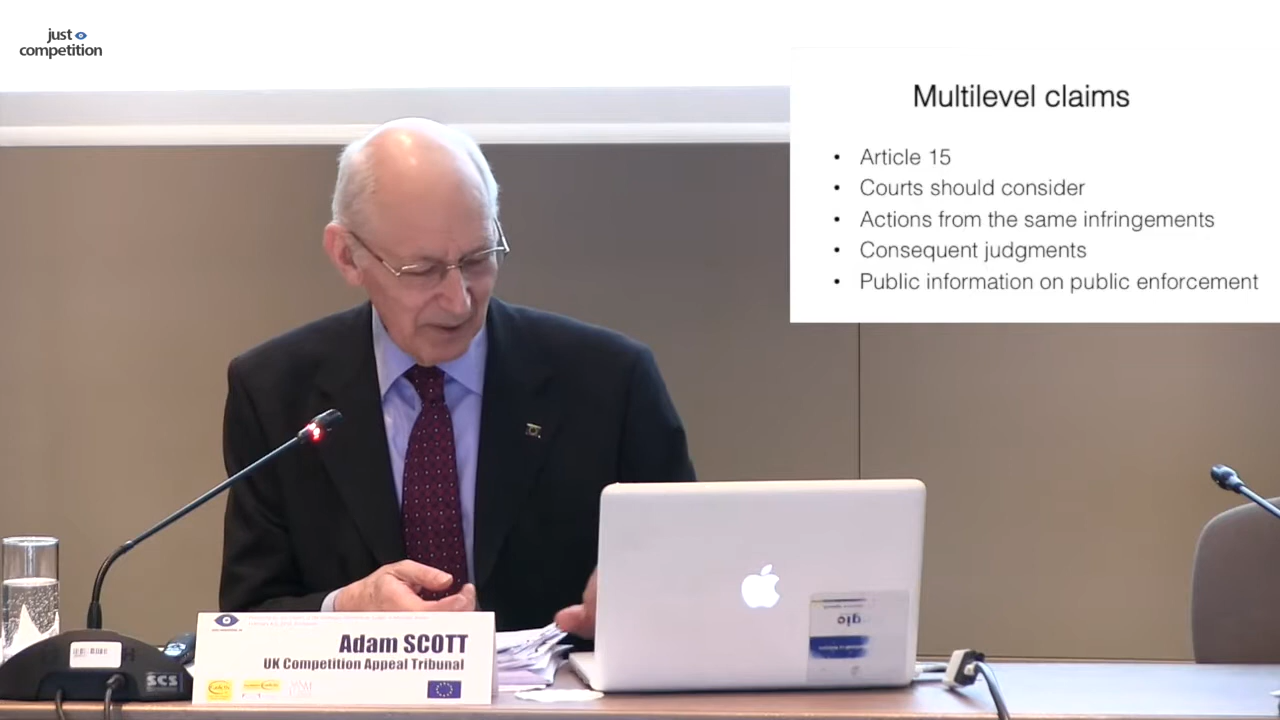 just
competition
Multilevel claims
• Article 15
• Courts should consider
• Actions from the same infringements
• Consequent judgments
• Public information on public enforcement
Adam SCOTT
UK Competition Appeal Tribunal
SCS